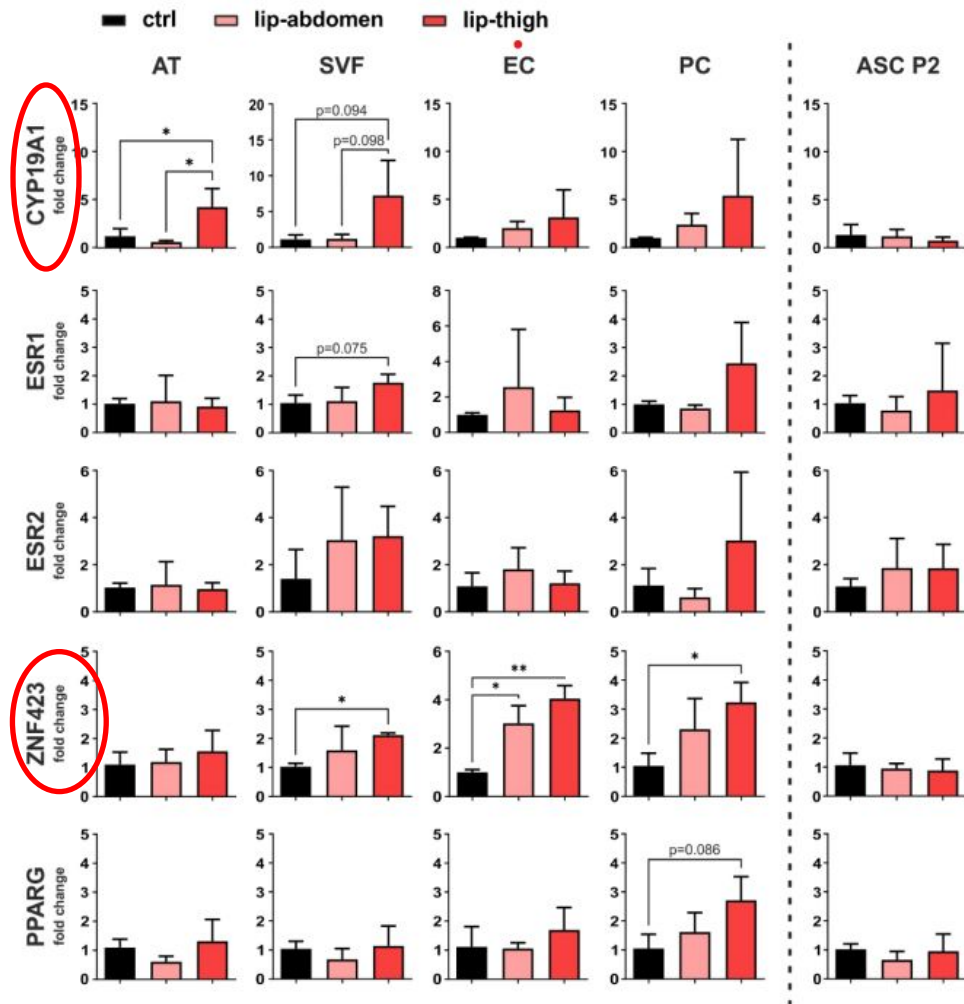 ctrl lip-abdomen lip-thigh
AT SVF EC PC ASC P2
CYP19A1
fold change
15 10 5 0
* *
20 15 10 5 0
p=0.094
p=0.098
15 10 5 0
15 10 5 0
15 10 5 0
ESR1
fold change
5 4 3 2 1 0
5 4 3 2 1 0
p=0.075
8 6 4 2 0
5 4 3 2 1 0
5 4 3 2 1 0
ESR2
fold change
6 4 2 0
6 4 2 0
6 4 2 0
6 4 2 0
6 4 2 0
ZNF423
fold change
5 4 3 2 1 0
5 4 3 2 1 0
*
6 4 2 0
**
*
5 4 3 2 1 0
*
5 4 3 2 1 0
PPARG
fold change
5 4 3 2 1 0
5 4 3 2 1 0
5 4 3 2 1 0
5 4 3 2 1 0
p=0.086
5 4 3 2 1 0